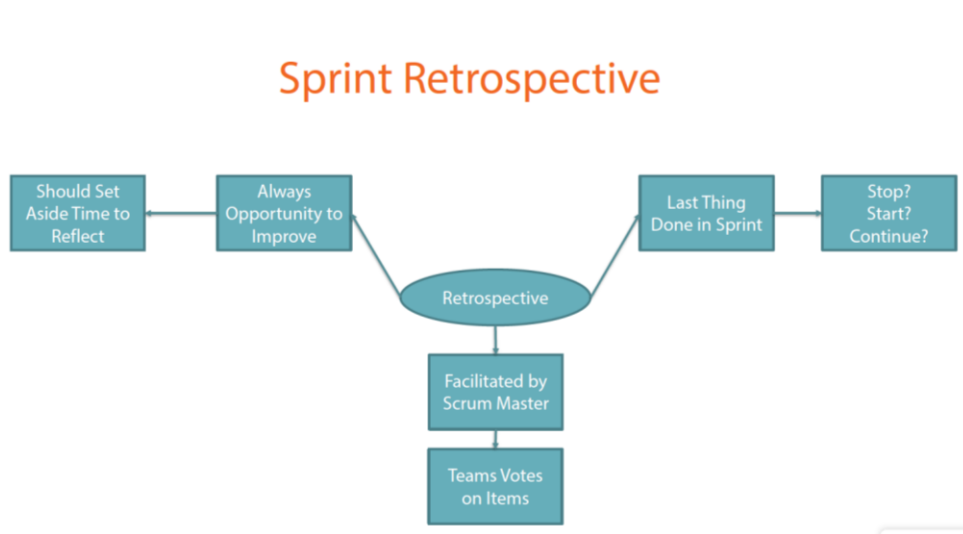 Sprint Retrospective
Should Set
Aside Time to
Reflect
Always
Opportunity to
Improve
Last Thing
Done in Sprint
Stop?
Start?
Continue?
Retrospective
Facilitated by
Scrum Master
Teams Votes
on Items